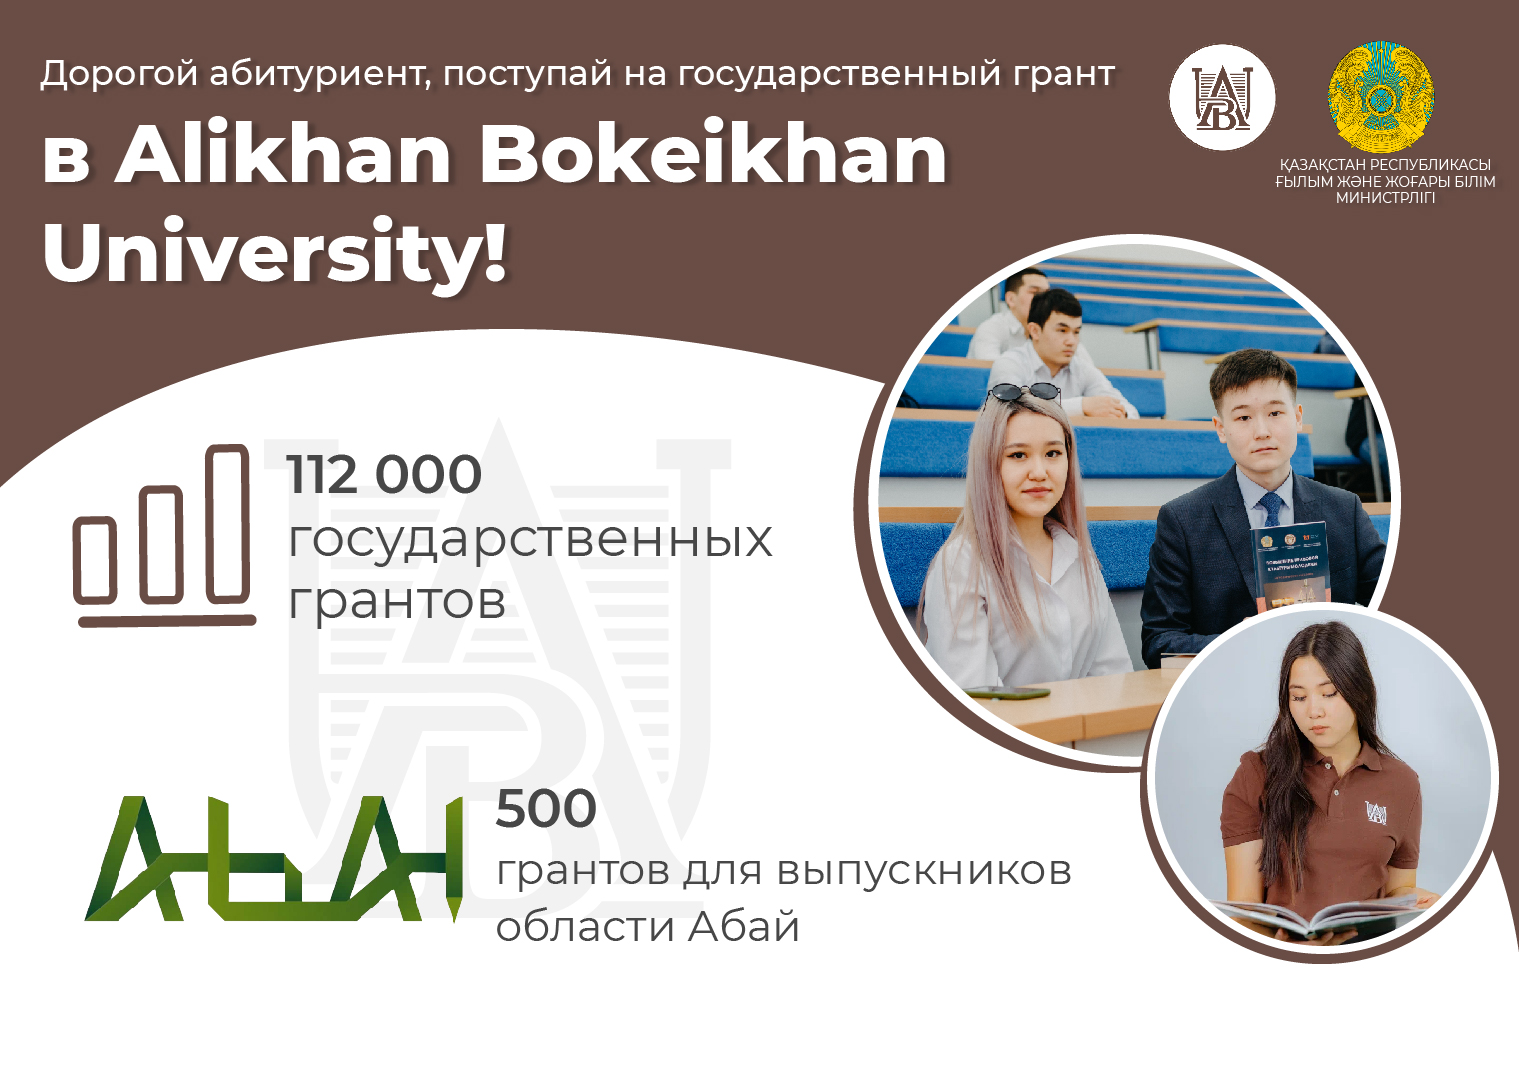 Дорогой абитуриент, поступай на государственный грант
в Alikhan Bokeikhan
University!
ҚАЗАҚСТАН РЕСПУБЛИКАСЫ
ҒЫЛЫМ ЖӘНЕ ЖОҒАРЫ БІЛІМ
МИНИСТРЛІГІ
112 000
государственных
грантов
АБАЙ
500
грантов для выпускников
области Абай